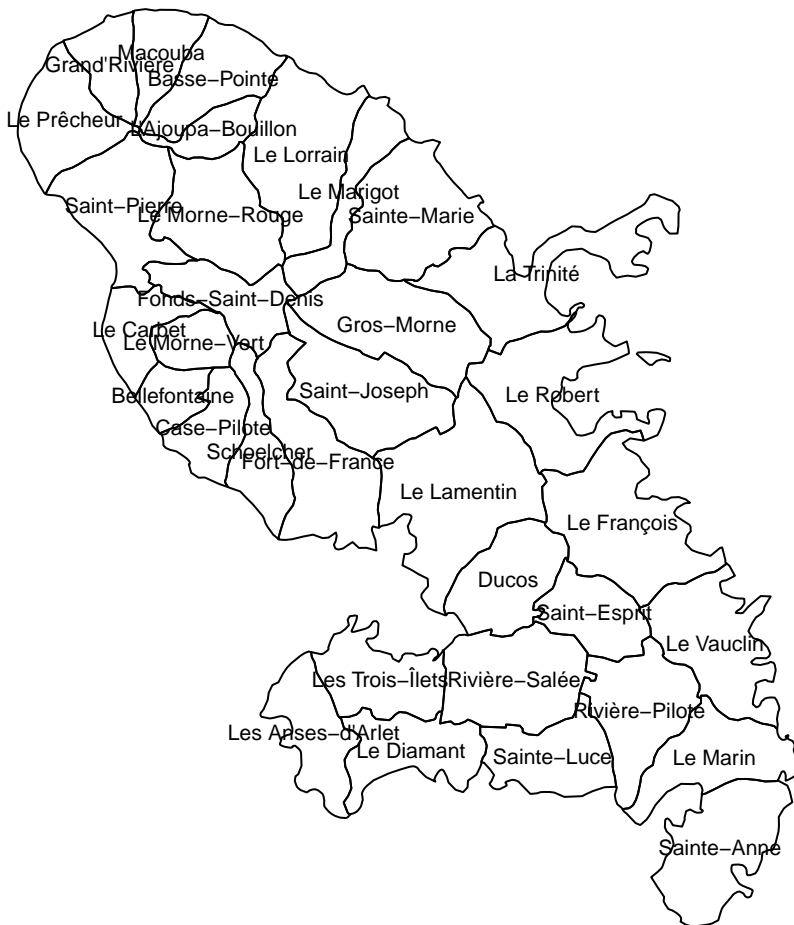 Macouba
Grand'Rivière
Basse−Pointe
Le Prêcheur
L'Ajoupa−Bouillon
Le Lorrain
Le Marigot
Saint−Pierre
Le Morne−Rouge
Sainte−Marie
La Trinité
Fonds−Saint−Denis
Gros−Morne
Le Carbet
Le Morne−Vert
Saint−Joseph
Le Robert
Bellefontaine
Case−Pilote
Schoelcher
Fort−de−France
Le Lamentin
Le François
Ducos
Saint−Esprit
Le Vauclin
Les Trois−Îlets
Rivière−Salée
Rivière−Pilote
Les Anses−d'Arlet
Le Diamant
Sainte−Luce
Le Marin
Sainte−Anne